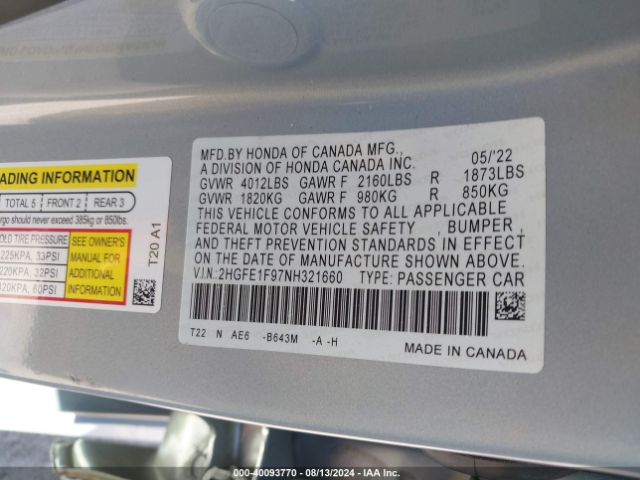 MFD.BY HONDA OF CANADA MFG.,
A DIVISION OF HONDA CANADA INC. 05/'22
GVWR 4012LBS GAWR F 2160LBS R 1873LBS
GVWR 1820KG GAWR F 980KG R 850KG
THIS VEHICLE CONFORMS TO ALL APPLICABLE
FEDERAL MOTOR VEHICLE SAFETY , BUMPER ,
AND THEFT PREVENTION STANDARDS IN EFFECT
ON THE DATE OF MANUFACTURE SHOWN ABOVE.
V.I.N:2HGFE1F97NH321660 TYPE: PASSENGER CAR
T22 N AE6 -B643M -A -H
MADE IN CANADA
ADING INFORMATION
TOTAL 5 FRONT 2 REAR 3
rgo should never exceed 385kg or 850lbs.
OLD TIRE PRESSURE
225KPA, 33PSI
220KPA, 32PSI
420KPA, 60PSI
SEE OWNER'S
MANUAL FOR
ADDITIONAL
INFORMATION
T20 A1
Stock - 40093770 - 08/13/2024 - IAA Inc.